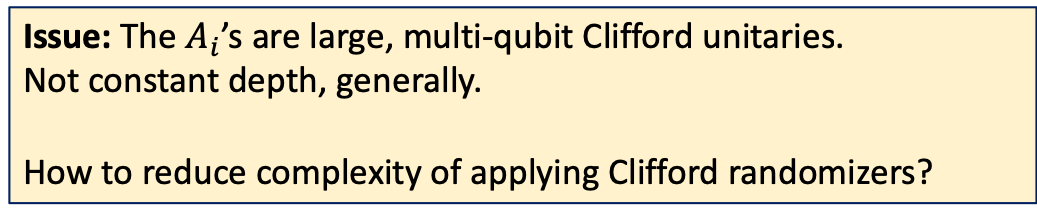 Issue: The Aᵢ's are large, multi-qubit Clifford unitaries.
Not constant depth, generally.
How to reduce complexity of applying Clifford randomizers?